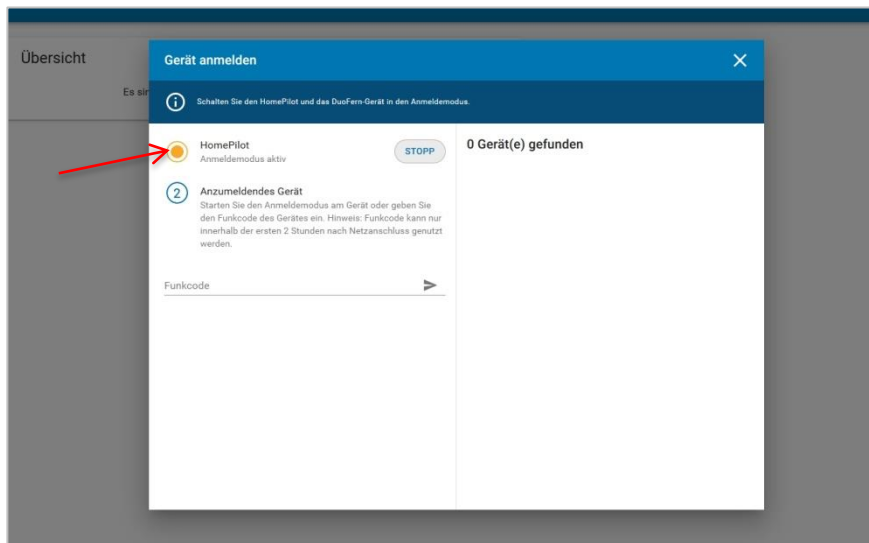 Übersicht
Es sin
Gerät anmelden
Schalten Sie den HomePilot und das DuoFern-Gerät in den Anmeldemodus.
HomePilot
Anmeldemodus aktiv
STOPP
2
Anzumeldendes Gerät
Starten Sie den Anmeldemodus am Gerät oder geben Sie
den Funkcode des Gerätes ein. Hinweis: Funkcode kann nur
innerhalb der ersten 2 Stunden nach Netzanschluss genutzt
werden.
Funkcode
0 Gerät(e) gefunden